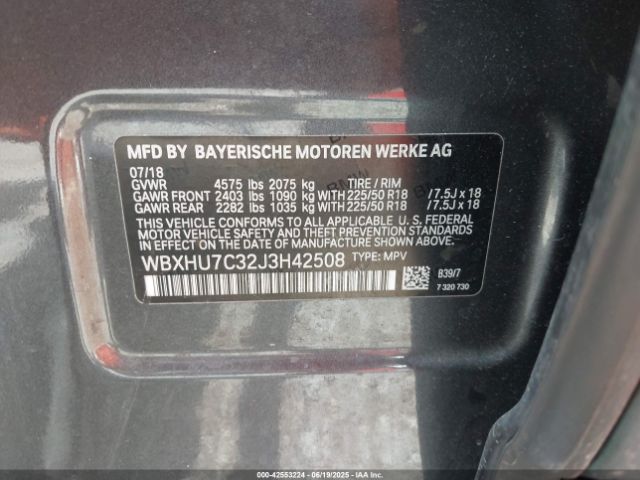 MFD BY BAYERISCHE MOTOREN WERKE AG
07/18
GVWR 4575 lbs 2075 kg TIRE / RIM
GAWR FRONT 2403 lbs 1090 kg WITH 225/50 R18 / 7.5J x 18
GAWR REAR 2282 lbs 1035 kg WITH 225/50 R18 / 7.5J x 18
THIS VEHICLE CONFORMS TO ALL APPLICABLE U. S. FEDERAL
MOTOR VEHICLE SAFETY AND THEFT PREVENTION STANDARDS IN
EFFECT ON THE DATE OF MANUFACTURE SHOWN ABOVE.
WBXHU7C32J3H42508 TYPE: MPV
B39/7
7 320 730
000-42553224 - 06/19/2025 - IAAI.COM